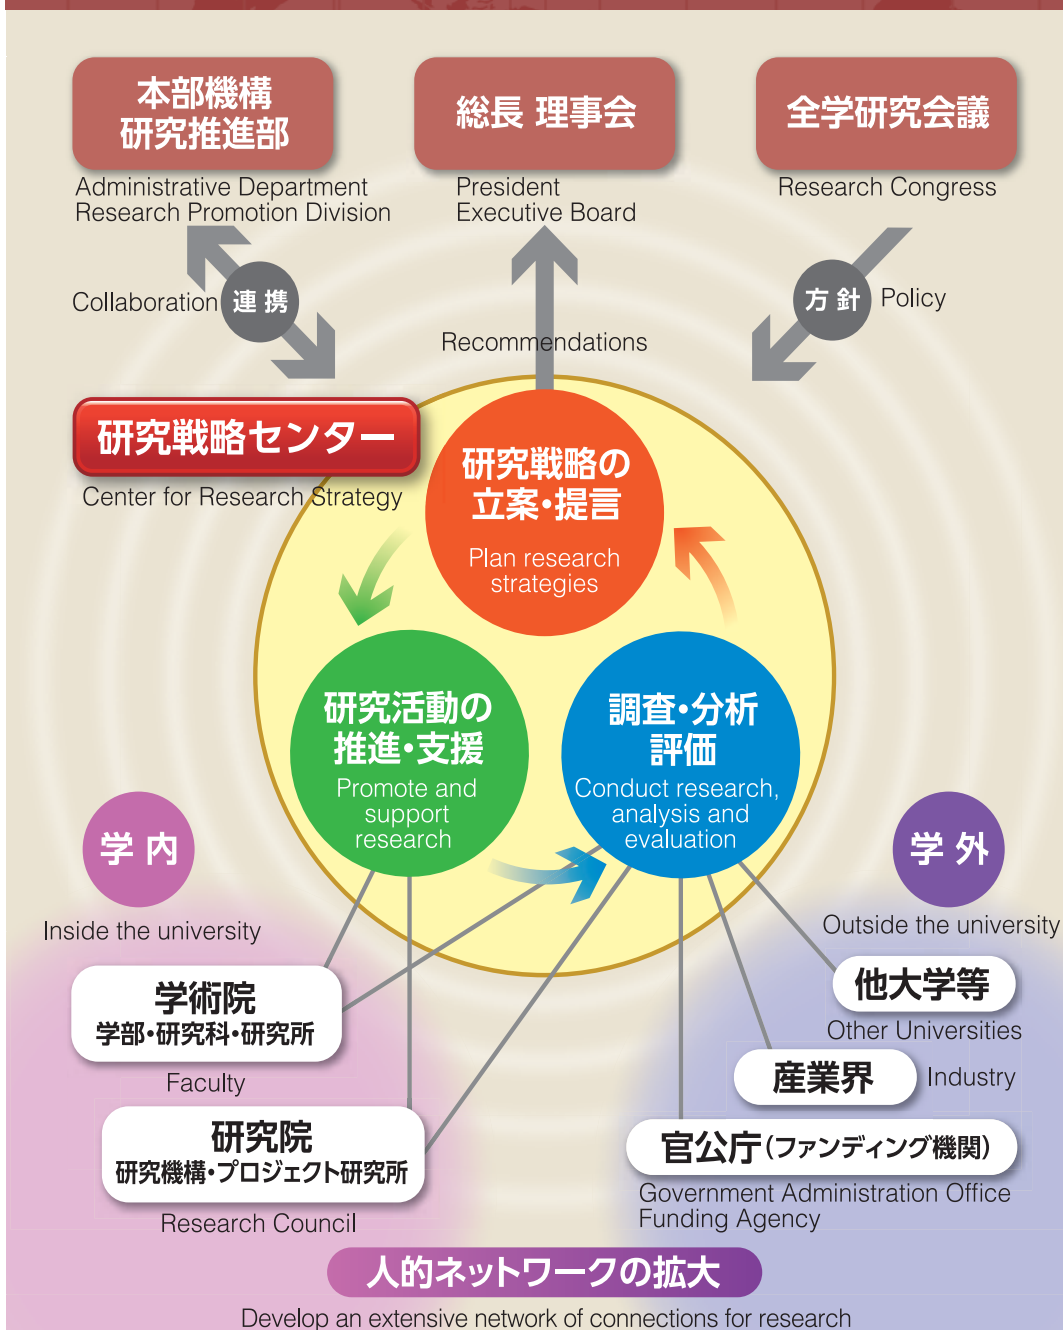 本部機構
研究推進部
Administrative Department
Research Promotion Division
総長 理事会
President
Executive Board
全学研究会議
Research Congress
Collaboration
連携
Recommendations
方針
Policy
研究戦略センター
Center for Research Strategy
研究戦略の
立案・提言
Plan research
strategies
研究活動の
推進・支援
Promote and
support
research
調査・分析
評価
Conduct research,
analysis and
evaluation
学内
Inside the university
学外
Outside the university
学術院
学部・研究科・研究所
Faculty
研究院
研究機構・プロジェクト研究所
Research Council
他大学等
Other Universities
産業界
Industry
官公庁(ファンディング機関)
Government Administration Office
Funding Agency
人的ネットワークの拡大
Develop an extensive network of connections for research